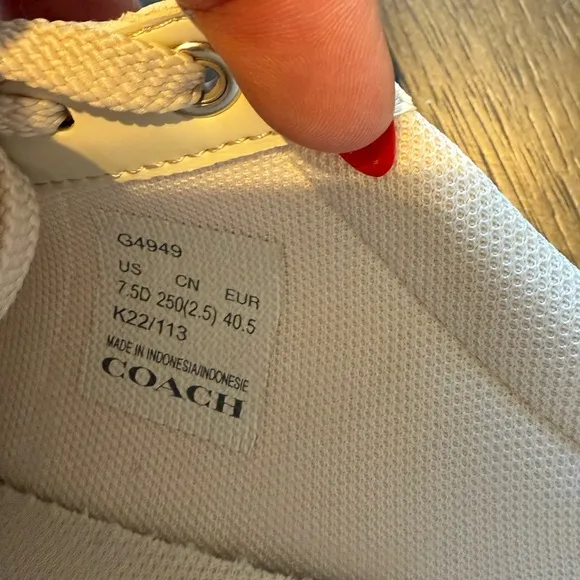 G4949
US CN EUR
7.5D 250(2.5) 40.5
K22/113
MADE IN INDONESIA/INDONESIE
COACH